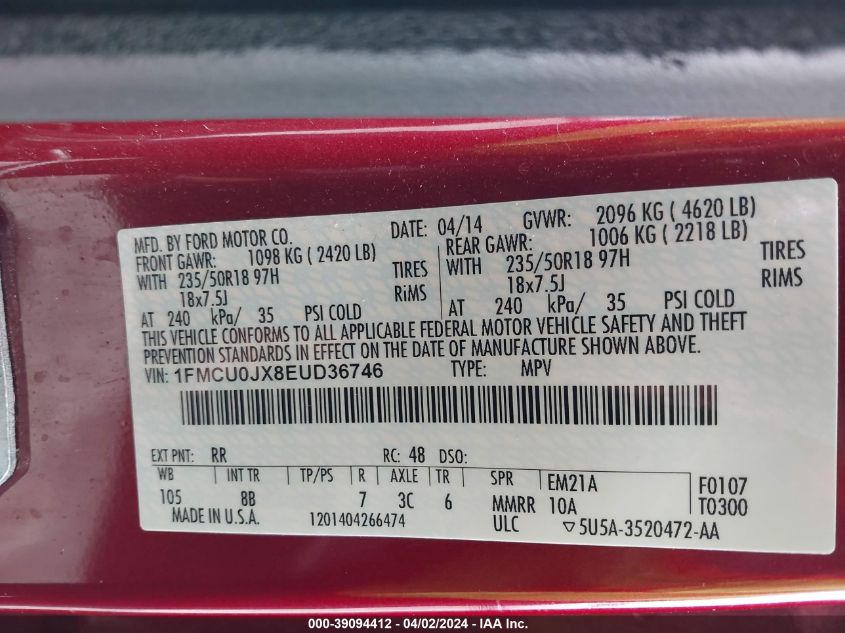 MFD. BY FORD MOTOR CO. DATE: 04/14 GVWR: 2096 KG ( 4620 LB)
FRONT GAWR: 1098 KG ( 2420 LB) REAR GAWR: 1006 KG ( 2218 LB)
WITH 235/50R18 97H TIRES WITH 235/50R18 97H TIRES
18x7.5J RiMS 18x7.5J RIMS
AT 240 kPa/ 35 PSI COLD AT 240 kPa/ 35 PSI COLD
THIS VEHICLE CONFORMS TO ALL APPLICABLE FEDERAL MOTOR VEHICLE SAFETY AND THEFT
PREVENTION STANDARDS IN EFFECT ON THE DATE OF MANUFACTURE SHOWN ABOVE.
VIN: 1FMCU0JX8EUD36746 TYPE: MPV
EXT PNT: RR RC: 48 DSO:
WB INT TR TP/PS R AXLE TR SPR EM21A F0107
105 8B 7 3C 6 MMRR 10A T0300
MADE IN U.S.A. 1201404266474 ULC ▽5U5A-3520472-AA
000-39094412 - 04/02/2024 - IAA Inc.